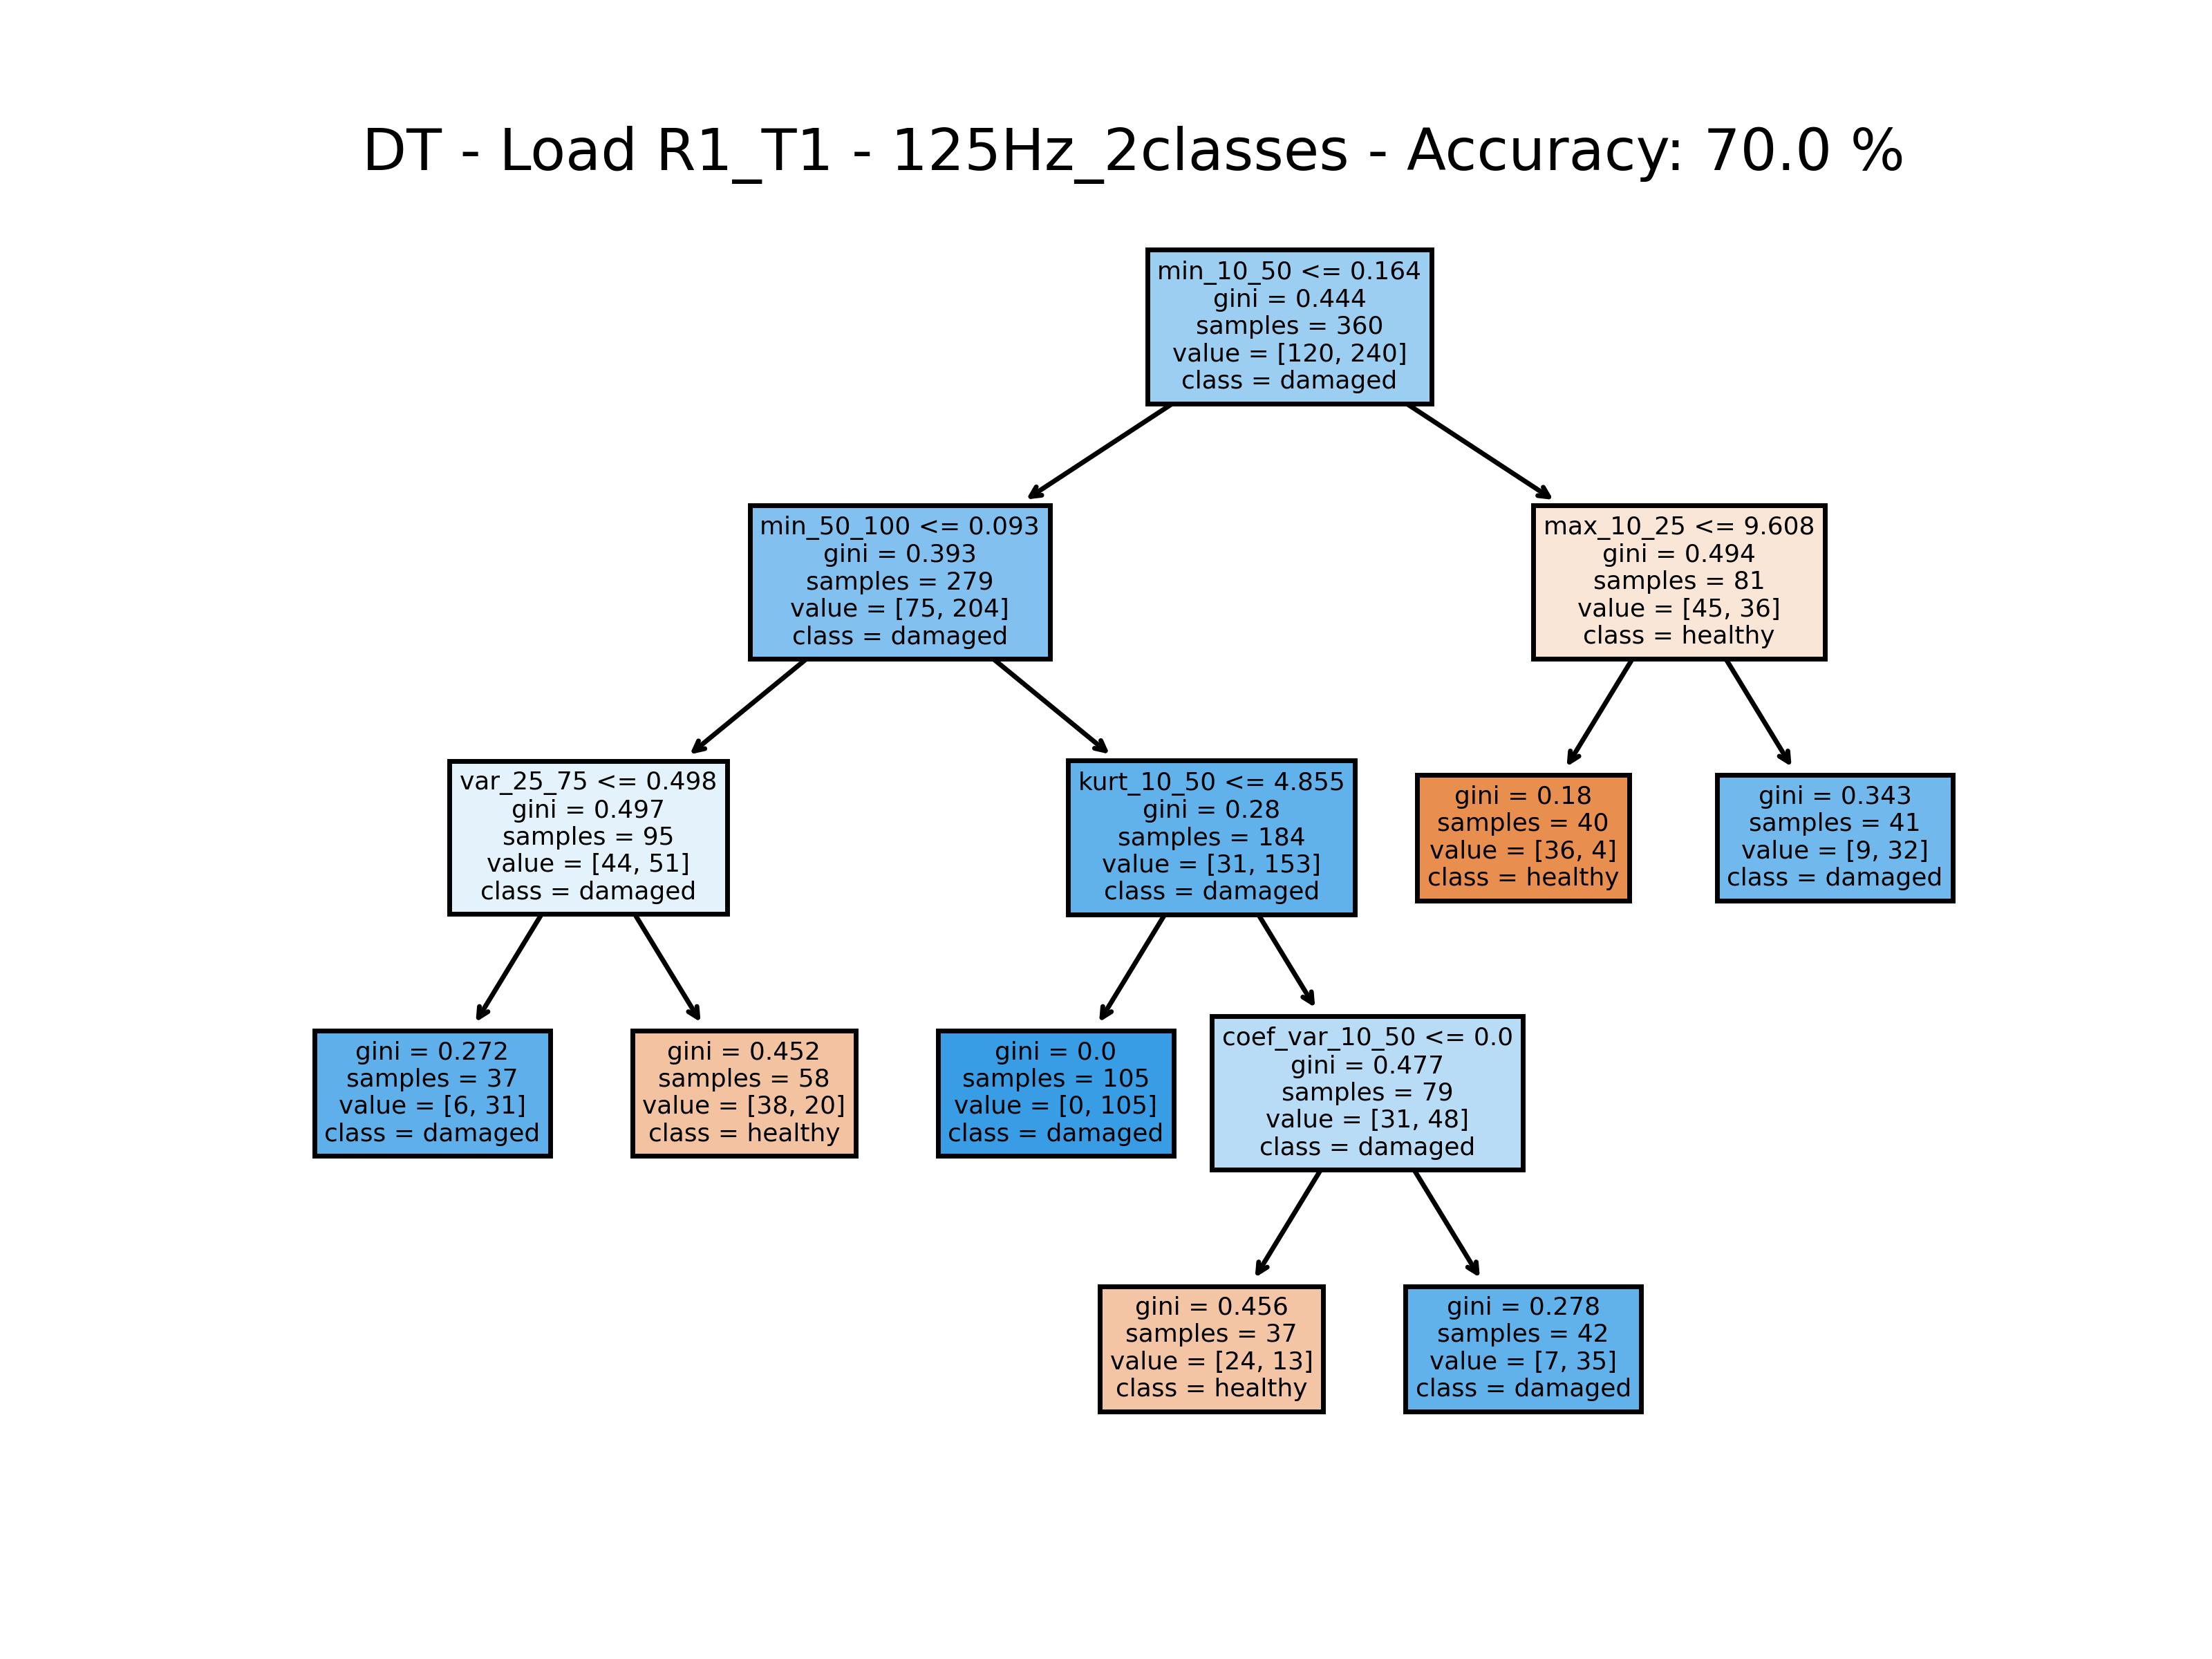 DT - Load R1_T1 - 125Hz_2classes - Accuracy: 70.0 %
min_10_50 <= 0.164
gini = 0.444
samples = 360
value = [120, 240]
class = damaged
min_50_100 <= 0.093
gini = 0.393
samples = 279
value = [75, 204]
class = damaged
max_10_25 <= 9.608
gini = 0.494
samples = 81
value = [45, 36]
class = healthy
var_25_75 <= 0.498
gini = 0.497
samples = 95
value = [44, 51]
class = damaged
kurt_10_50 <= 4.855
gini = 0.28
samples = 184
value = [31, 153]
class = damaged
gini = 0.18
samples = 40
value = [36, 4]
class = healthy
gini = 0.343
samples = 41
value = [9, 32]
class = damaged
gini = 0.272
samples = 37
value = [6, 31]
class = damaged
gini = 0.452
samples = 58
value = [38, 20]
class = healthy
gini = 0.0
samples = 105
value = [0, 105]
class = damaged
coef_var_10_50 <= 0.0
gini = 0.477
samples = 79
value = [31, 48]
class = damaged
gini = 0.456
samples = 37
value = [24, 13]
class = healthy
gini = 0.278
samples = 42
value = [7, 35]
class = damaged